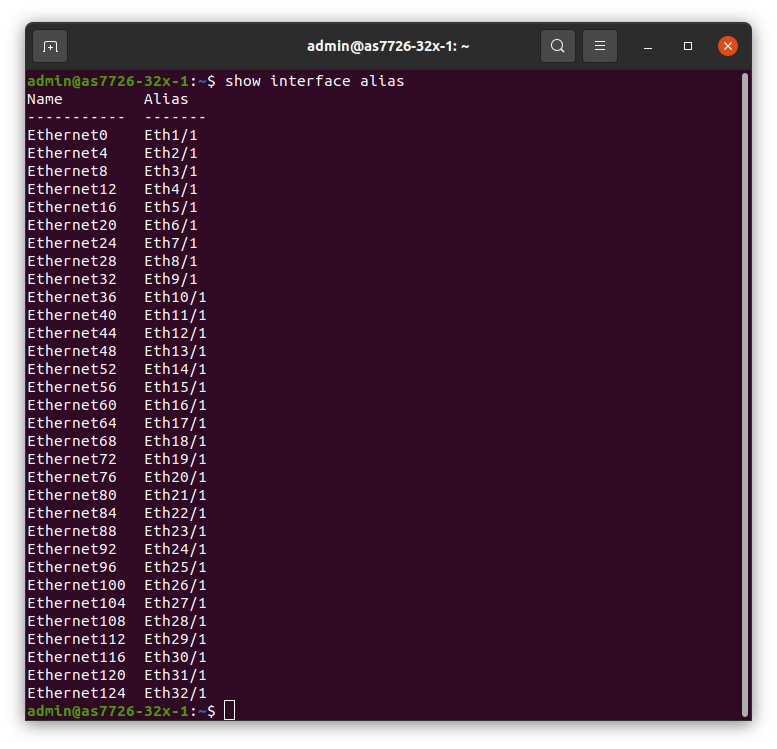 admin@as7726-32x-1: ~
admin@as7726-32x-1:~$ show interface alias
Name         Alias
-----------  -------
Ethernet0    Eth1/1
Ethernet4    Eth2/1
Ethernet8    Eth3/1
Ethernet12   Eth4/1
Ethernet16   Eth5/1
Ethernet20   Eth6/1
Ethernet24   Eth7/1
Ethernet28   Eth8/1
Ethernet32   Eth9/1
Ethernet36   Eth10/1
Ethernet40   Eth11/1
Ethernet44   Eth12/1
Ethernet48   Eth13/1
Ethernet52   Eth14/1
Ethernet56   Eth15/1
Ethernet60   Eth16/1
Ethernet64   Eth17/1
Ethernet68   Eth18/1
Ethernet72   Eth19/1
Ethernet76   Eth20/1
Ethernet80   Eth21/1
Ethernet84   Eth22/1
Ethernet88   Eth23/1
Ethernet92   Eth24/1
Ethernet96   Eth25/1
Ethernet100  Eth26/1
Ethernet104  Eth27/1
Ethernet108  Eth28/1
Ethernet112  Eth29/1
Ethernet116  Eth30/1
Ethernet120  Eth31/1
Ethernet124  Eth32/1
admin@as7726-32x-1:~$